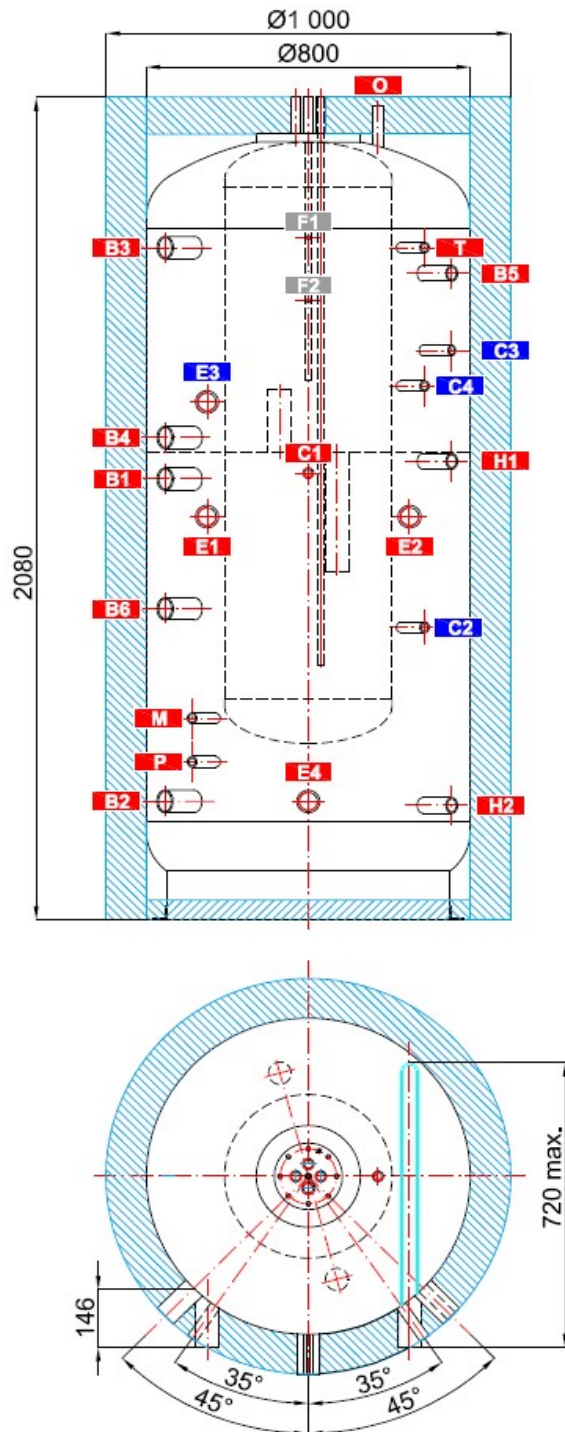 Ø1 000
Ø800
O
F1
B3 T
B5
F2
C3
E3 C4
B4
C1 H1
B1
E1 E2
2080
B6 C2
M
P
E4
B2 H2
720 max.
146
35° 35°
45° 45°